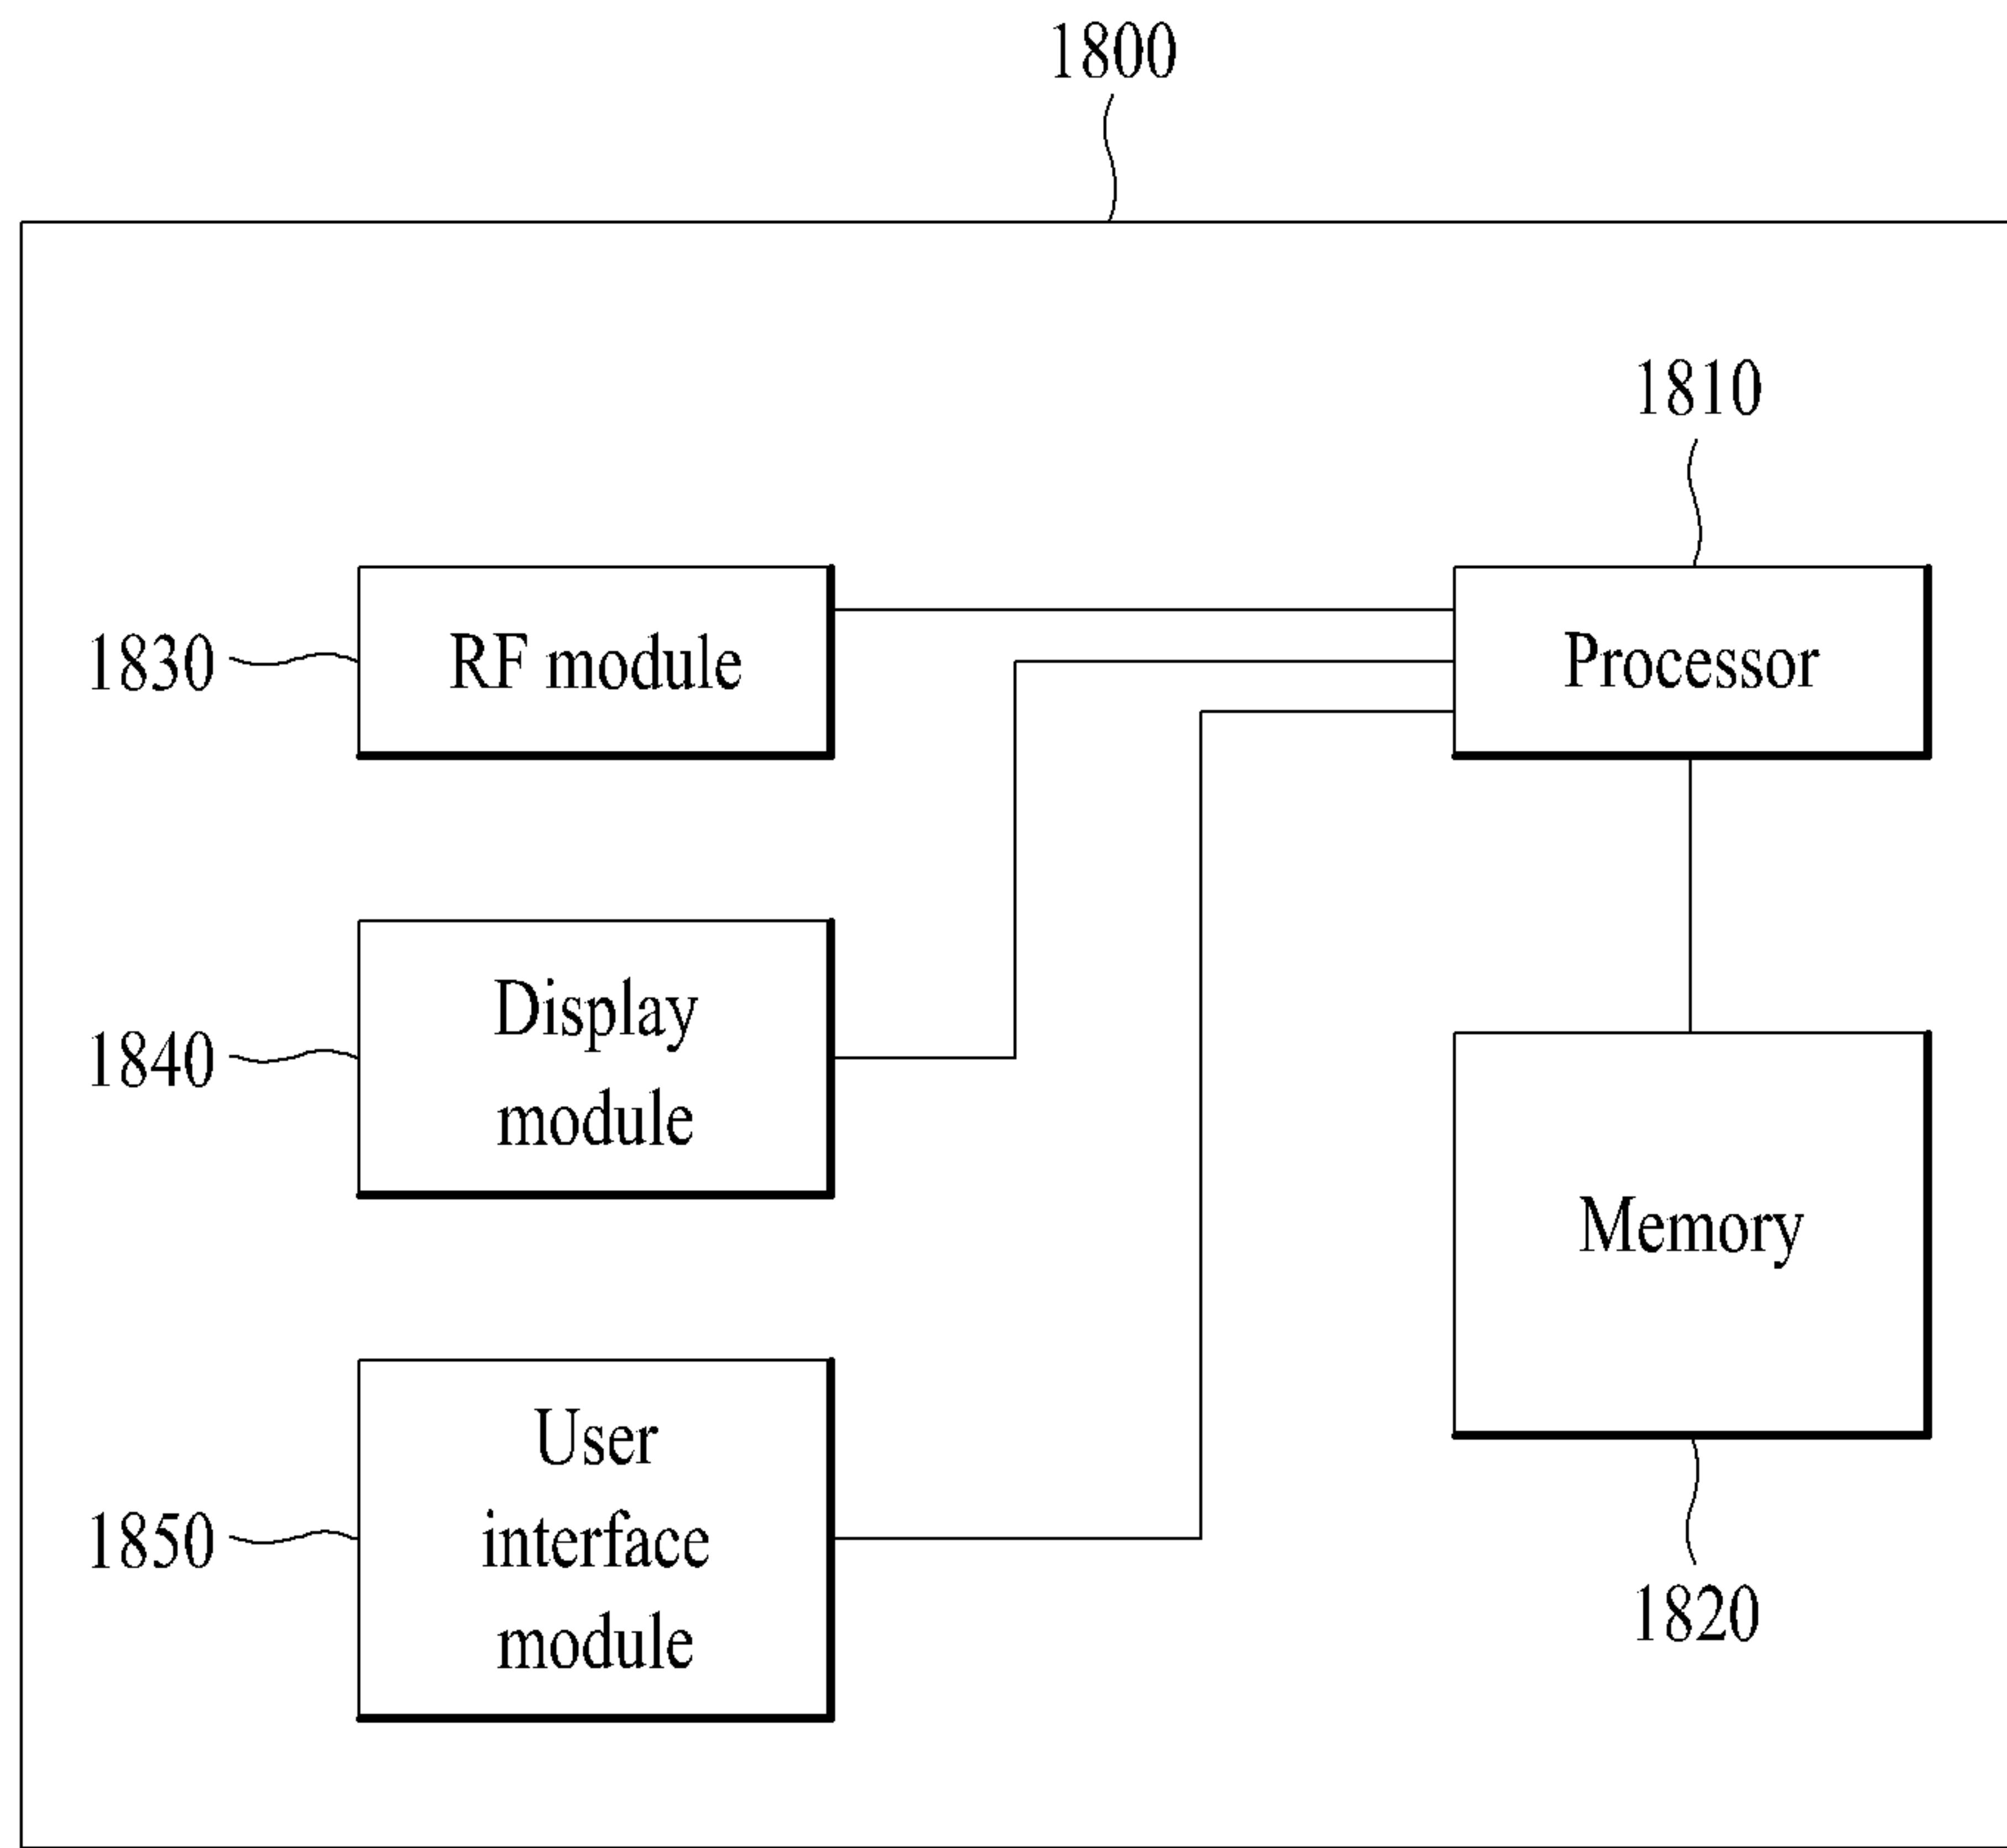 1800
1810
1830
RF module
Processor
1840
Display
module
Memory
1850
User
interface
module
1820